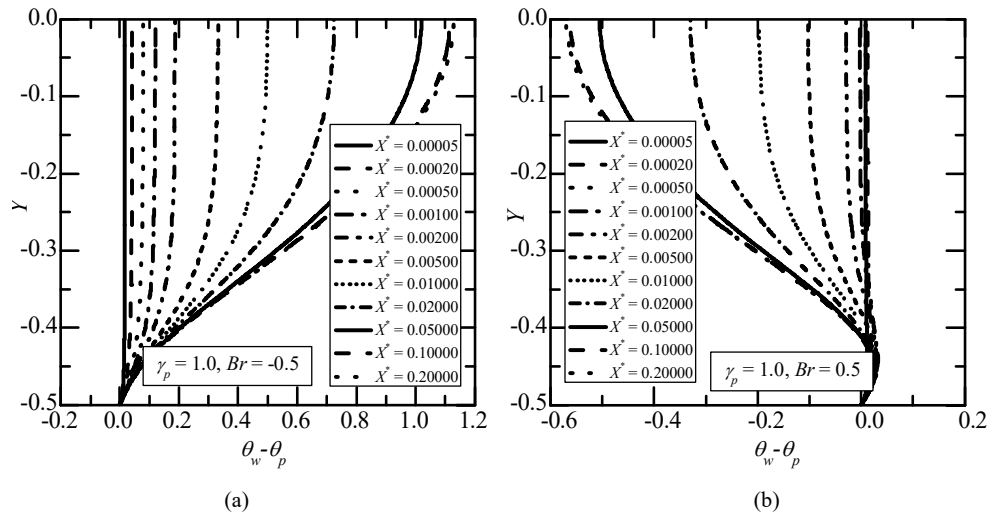 0.0
-0.1
-0.2
-0.3
-0.4
-0.5
Y
X* = 0.00005
X* = 0.00020
X* = 0.00050
X* = 0.00100
X* = 0.00200
X* = 0.00500
X* = 0.01000
X* = 0.02000
X* = 0.05000
X* = 0.10000
X* = 0.20000
γp = 1.0, Br = -0.5
-0.2 0.0 0.2 0.4 0.6 0.8 1.0 1.2
θw-θp
(a)
0.0
-0.1
-0.2
-0.3
-0.4
-0.5
Y
X* = 0.00005
X* = 0.00020
X* = 0.00050
X* = 0.00100
X* = 0.00200
X* = 0.00500
X* = 0.01000
X* = 0.02000
X* = 0.05000
X* = 0.10000
X* = 0.20000
γp = 1.0, Br = 0.5
-0.6 -0.4 -0.2 0.0 0.2
θw-θp
(b)